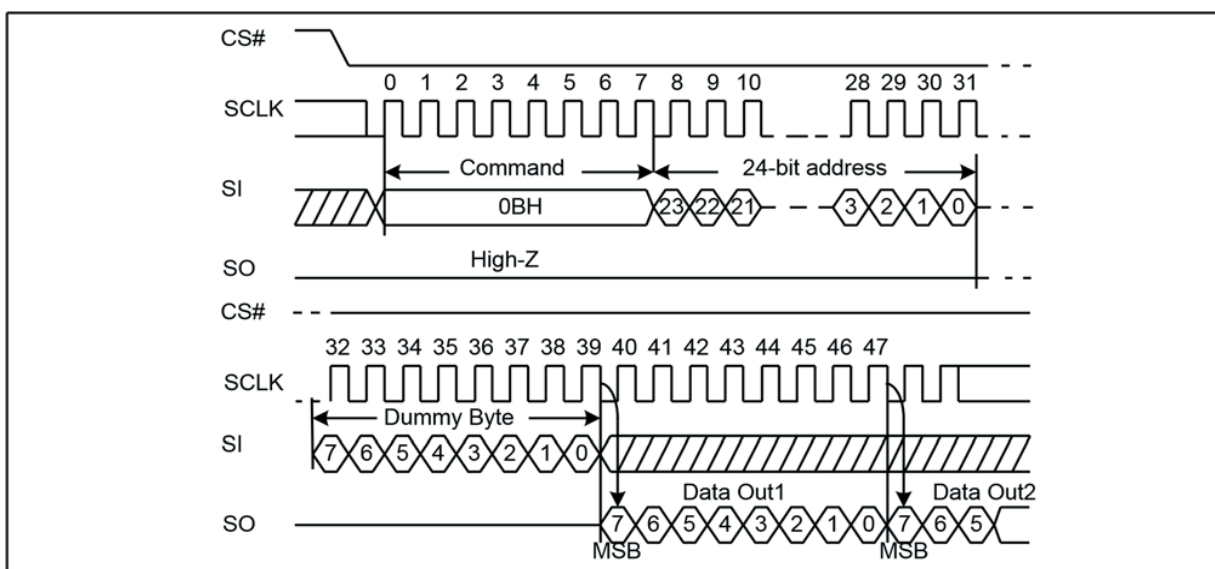 CS#
0 1 2 3 4 5 6 7 8 9 10 28 29 30 31
SCLK
Command 24-bit address
SI
0BH 23 22 21 3 2 1 0
High-Z
SO
CS#
32 33 34 35 36 37 38 39 40 41 42 43 44 45 46 47
SCLK
Dummy Byte
SI
7 6 5 4 3 2 1 0
Data Out1 Data Out2
SO
7 6 5 4 3 2 1 0 7 6 5
MSB MSB